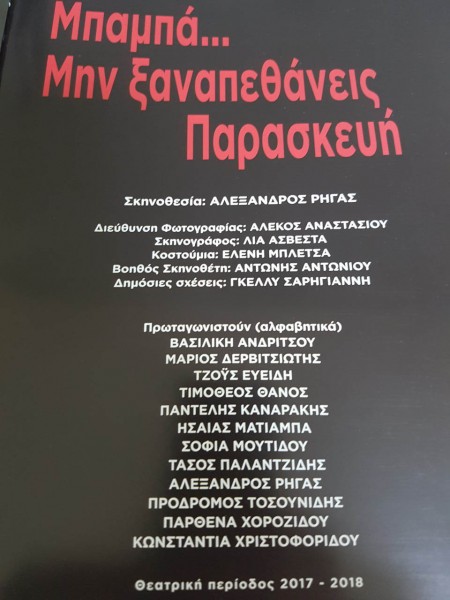 Μπαμπά...
Μην ξαναπεθάνεις
Παρασκευή
Σκηνοθεσία: ΑΛΕΞΑΝΔΡΟΣ ΡΗΓΑΣ
Διεύθυνση Φωτογραφίας: ΑΛΕΚΟΣ ΑΝΑΣΤΑΣΙΟΥ
Σκηνογράφος: ΛΙΑ ΑΣΒΕΣΤΑ
Κοστούμια: ΕΛΕΝΗ ΜΠΛΕΤΣΑ
Βοηθός Σκηνοθέτη: ΑΝΤΩΝΗΣ ΑΝΤΩΝΙΟΥ
Δημόσιες σχέσεις: ΓΚΕΛΛΥ ΣΑΡΗΓΙΑΝΝΗ
Πρωταγωνιστούν (αλφαβητικά)
ΒΑΣΙΛΙΚΗ ΑΝΔΡΙΤΣΟΥ
ΜΑΡΙΟΣ ΔΕΡΒΙΤΣΙΩΤΗΣ
ΤΖΟΫΣ ΕΥΕΙΔΗ
ΤΙΜΟΘΕΟΣ ΘΑΝΟΣ
ΠΑΝΤΕΛΗΣ ΚΑΝΑΡΑΚΗΣ
ΗΣΑΙΑΣ ΜΑΤΙΑΜΠΑ
ΣΟΦΙΑ ΜΟΥΤΙΔΟΥ
ΤΑΣΟΣ ΠΑΛΑΝΤΖΙΔΗΣ
ΑΛΕΞΑΝΔΡΟΣ ΡΗΓΑΣ
ΠΡΟΔΡΟΜΟΣ ΤΟΣΟΥΝΙΔΗΣ
ΠΑΡΘΕΝΑ ΧΟΡΟΖΙΔΟΥ
ΚΩΝΣΤΑΝΤΙΑ ΧΡΙΣΤΟΦΟΡΙΔΟΥ
Θεατρική περίοδος 2017 - 2018